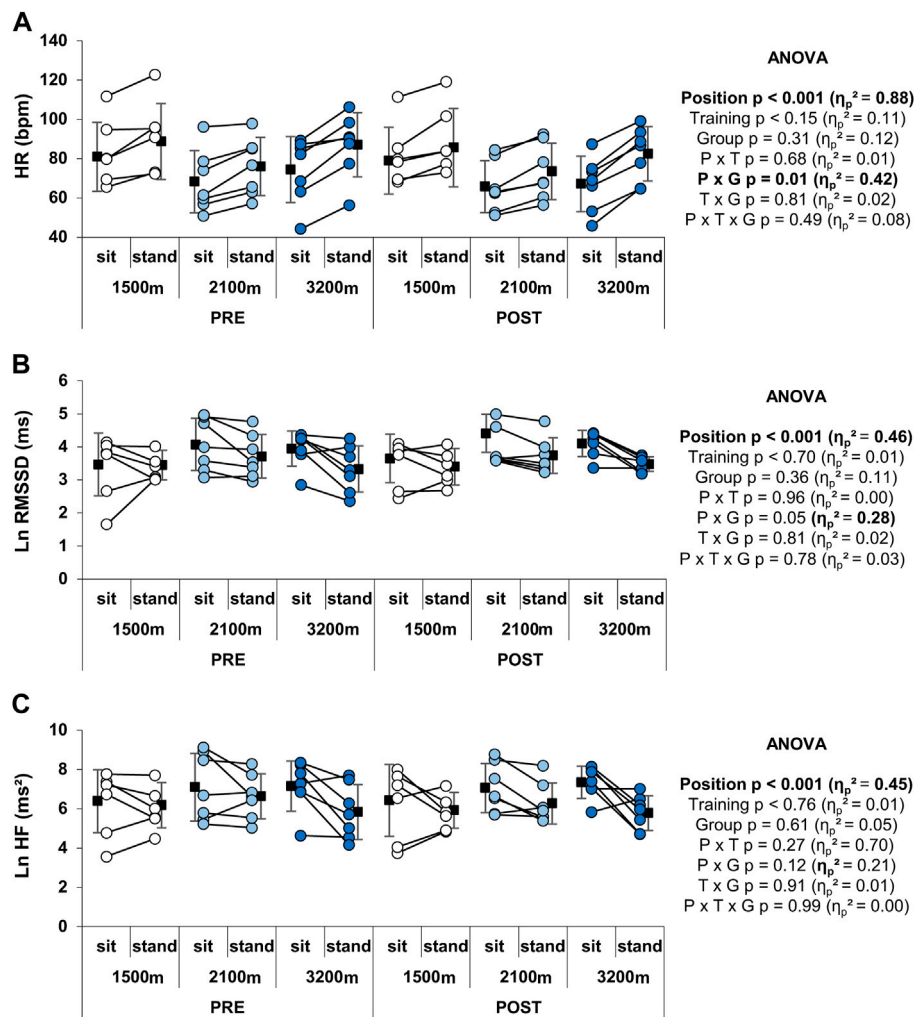 A
HR (bpm)
140
120
100
80
60
40
sit stand sit stand sit stand sit stand sit stand sit stand
1500m 2100m 3200m 1500m 2100m 3200m
PRE POST
ANOVA
Position p < 0.001 (ηp² = 0.88)
Training p < 0.15 (ηp² = 0.11)
Group p = 0.31 (ηp² = 0.12)
P x T p = 0.68 (ηp² = 0.01)
P x G p = 0.01 (ηp² = 0.42)
T x G p = 0.81 (ηp² = 0.02)
P x T x G p = 0.49 (ηp² = 0.08)
B
Ln RMSSD (ms)
6
5
4
3
2
1
0
sit stand sit stand sit stand sit stand sit stand sit stand
1500m 2100m 3200m 1500m 2100m 3200m
PRE POST
ANOVA
Position p < 0.001 (ηp² = 0.46)
Training p < 0.70 (ηp² = 0.01)
Group p = 0.36 (ηp² = 0.11)
P x T p = 0.96 (ηp² = 0.00)
P x G p = 0.05 (ηp² = 0.28)
T x G p = 0.81 (ηp² = 0.02)
P x T x G p = 0.78 (ηp² = 0.03)
C
Ln HF (ms²)
10
8
6
4
2
0
sit stand sit stand sit stand sit stand sit stand sit stand
1500m 2100m 3200m 1500m 2100m 3200m
PRE POST
ANOVA
Position p < 0.001 (ηp² = 0.45)
Training p < 0.76 (ηp² = 0.01)
Group p = 0.61 (ηp² = 0.05)
P x T p = 0.27 (ηp² = 0.70)
P x G p = 0.12 (ηp² = 0.21)
T x G p = 0.91 (ηp² = 0.01)
P x T x G p = 0.99 (ηp² = 0.00)